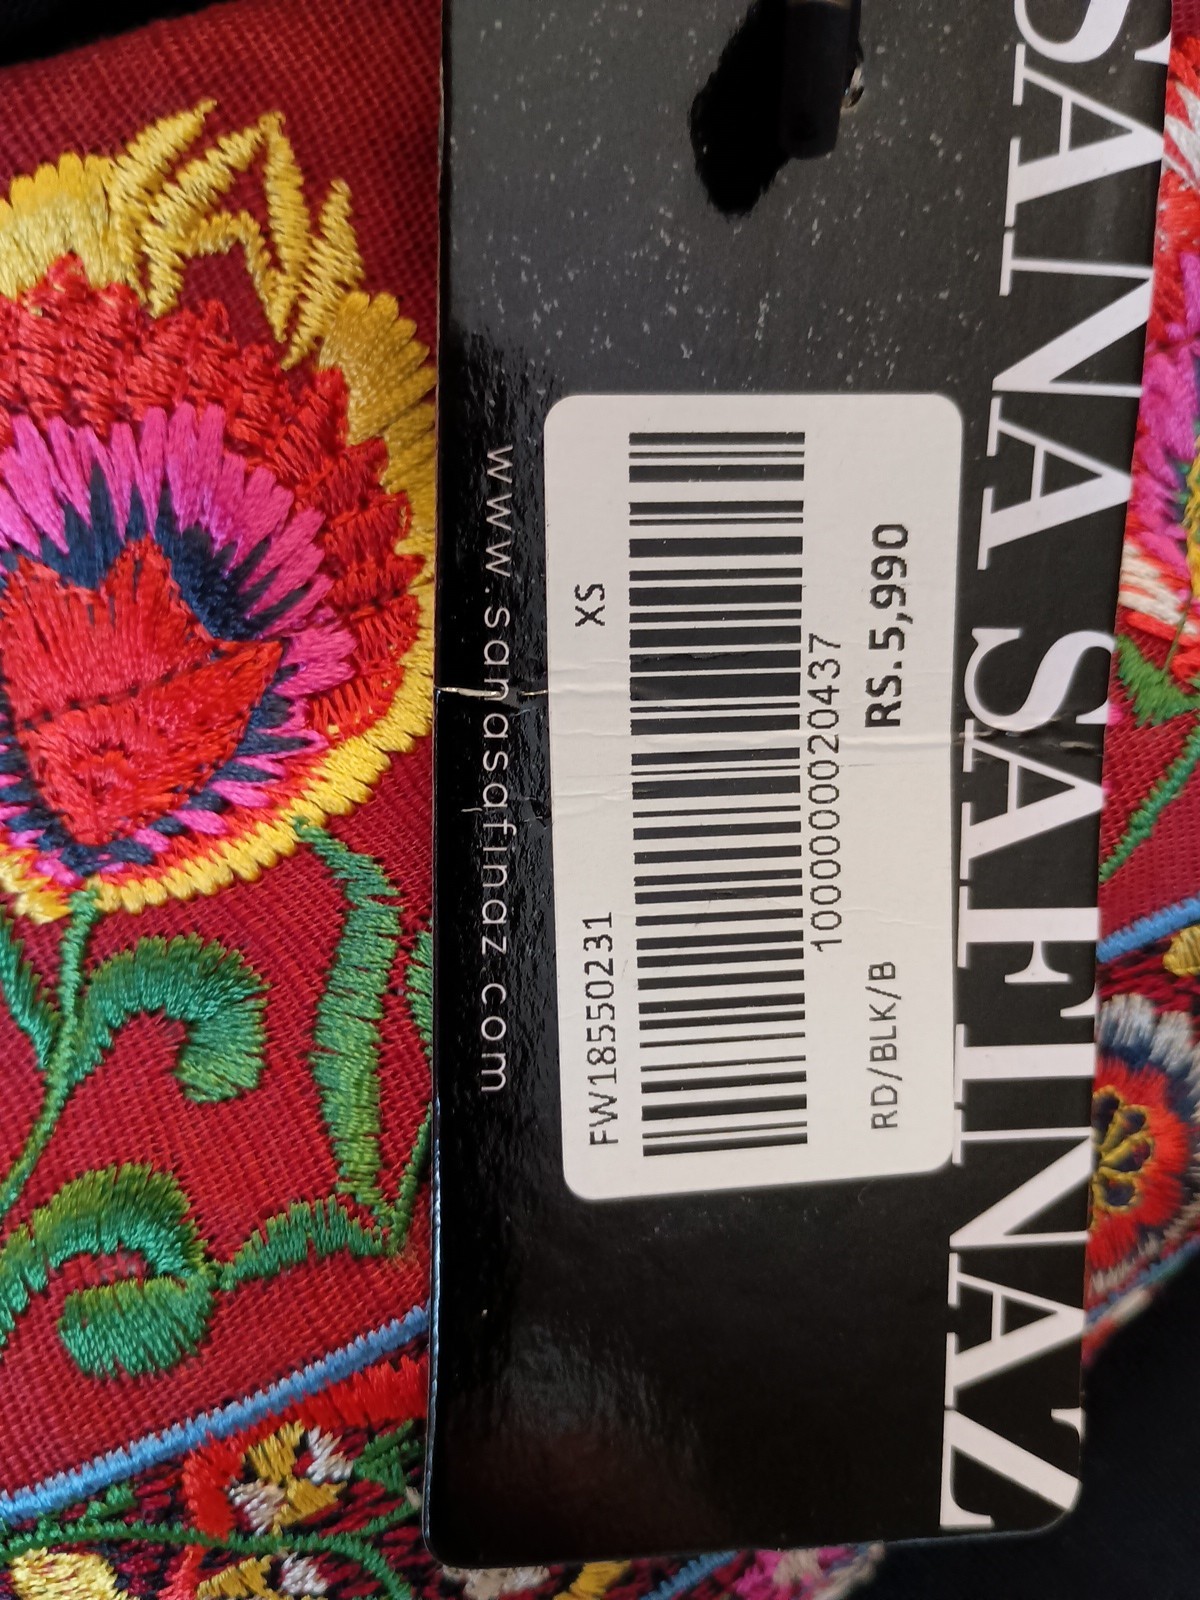 SANA SAFINAZ
RS.5,990
RD/BLK/B
1000000020437
FW18550231 XS
www.sanasafinaz.com